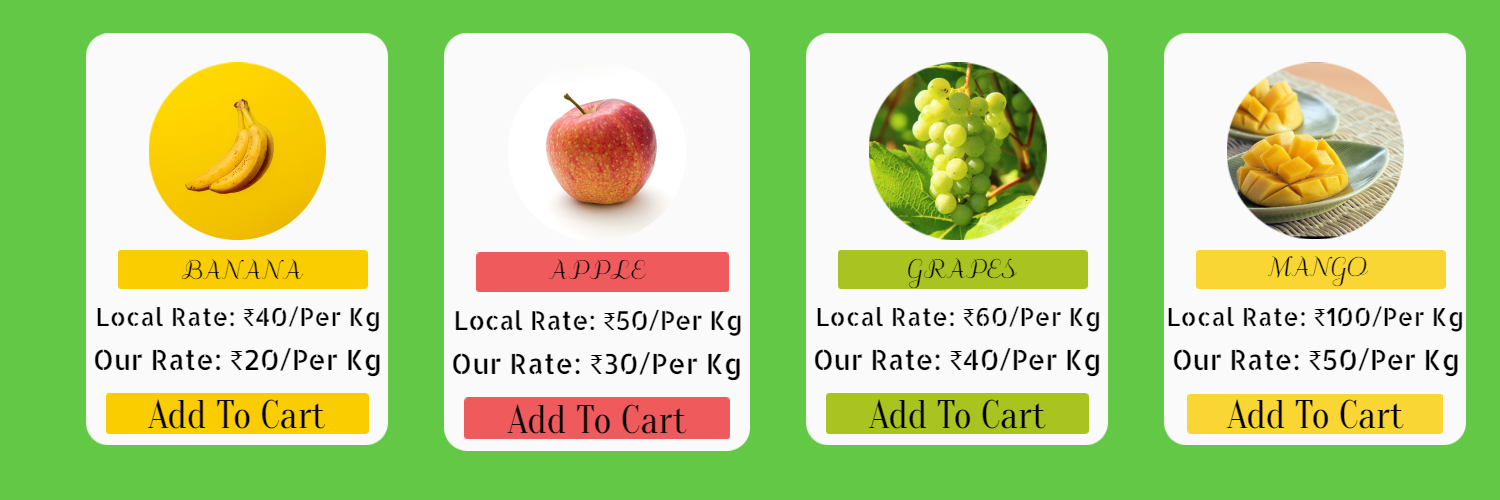 BANANA
Local Rate: ₹40/Per Kg
Our Rate: ₹20/Per Kg
Add To Cart
APPLE
Local Rate: ₹50/Per Kg
Our Rate: ₹30/Per Kg
Add To Cart
GRAPES
Local Rate: ₹60/Per Kg
Our Rate: ₹40/Per Kg
Add To Cart
MANGO
Local Rate: ₹100/Per Kg
Our Rate: ₹50/Per Kg
Add To Cart